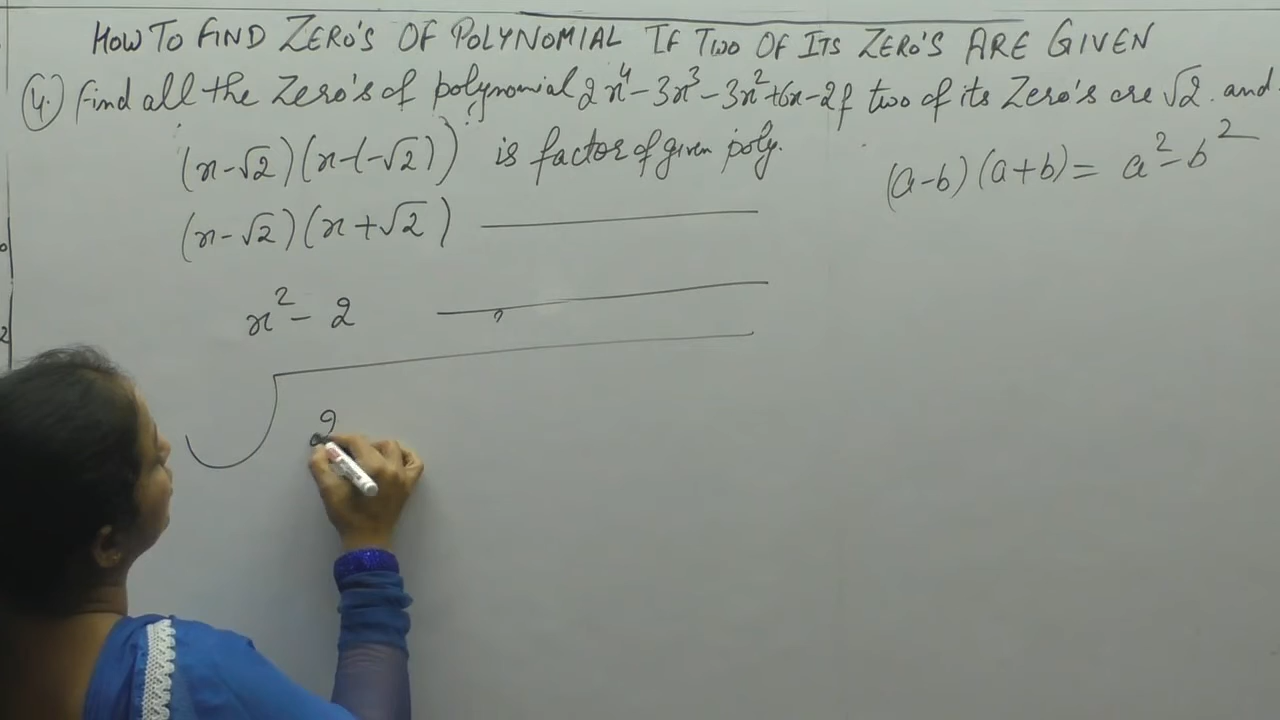 HOW TO FIND ZERO'S OF POLYNOMIAL IF TWO OF ITS ZERO'S ARE GIVEN
(4.) Find all the Zero's of polynomial 2x⁴-3x³-3x²+6x-2 if two of its Zero's are √2. and
(x-√2)(x-(-√2)) is factor of given poly.
(a-b)(a+b)= a²-b²
(x-√2)(x+√2)
x²-2
2